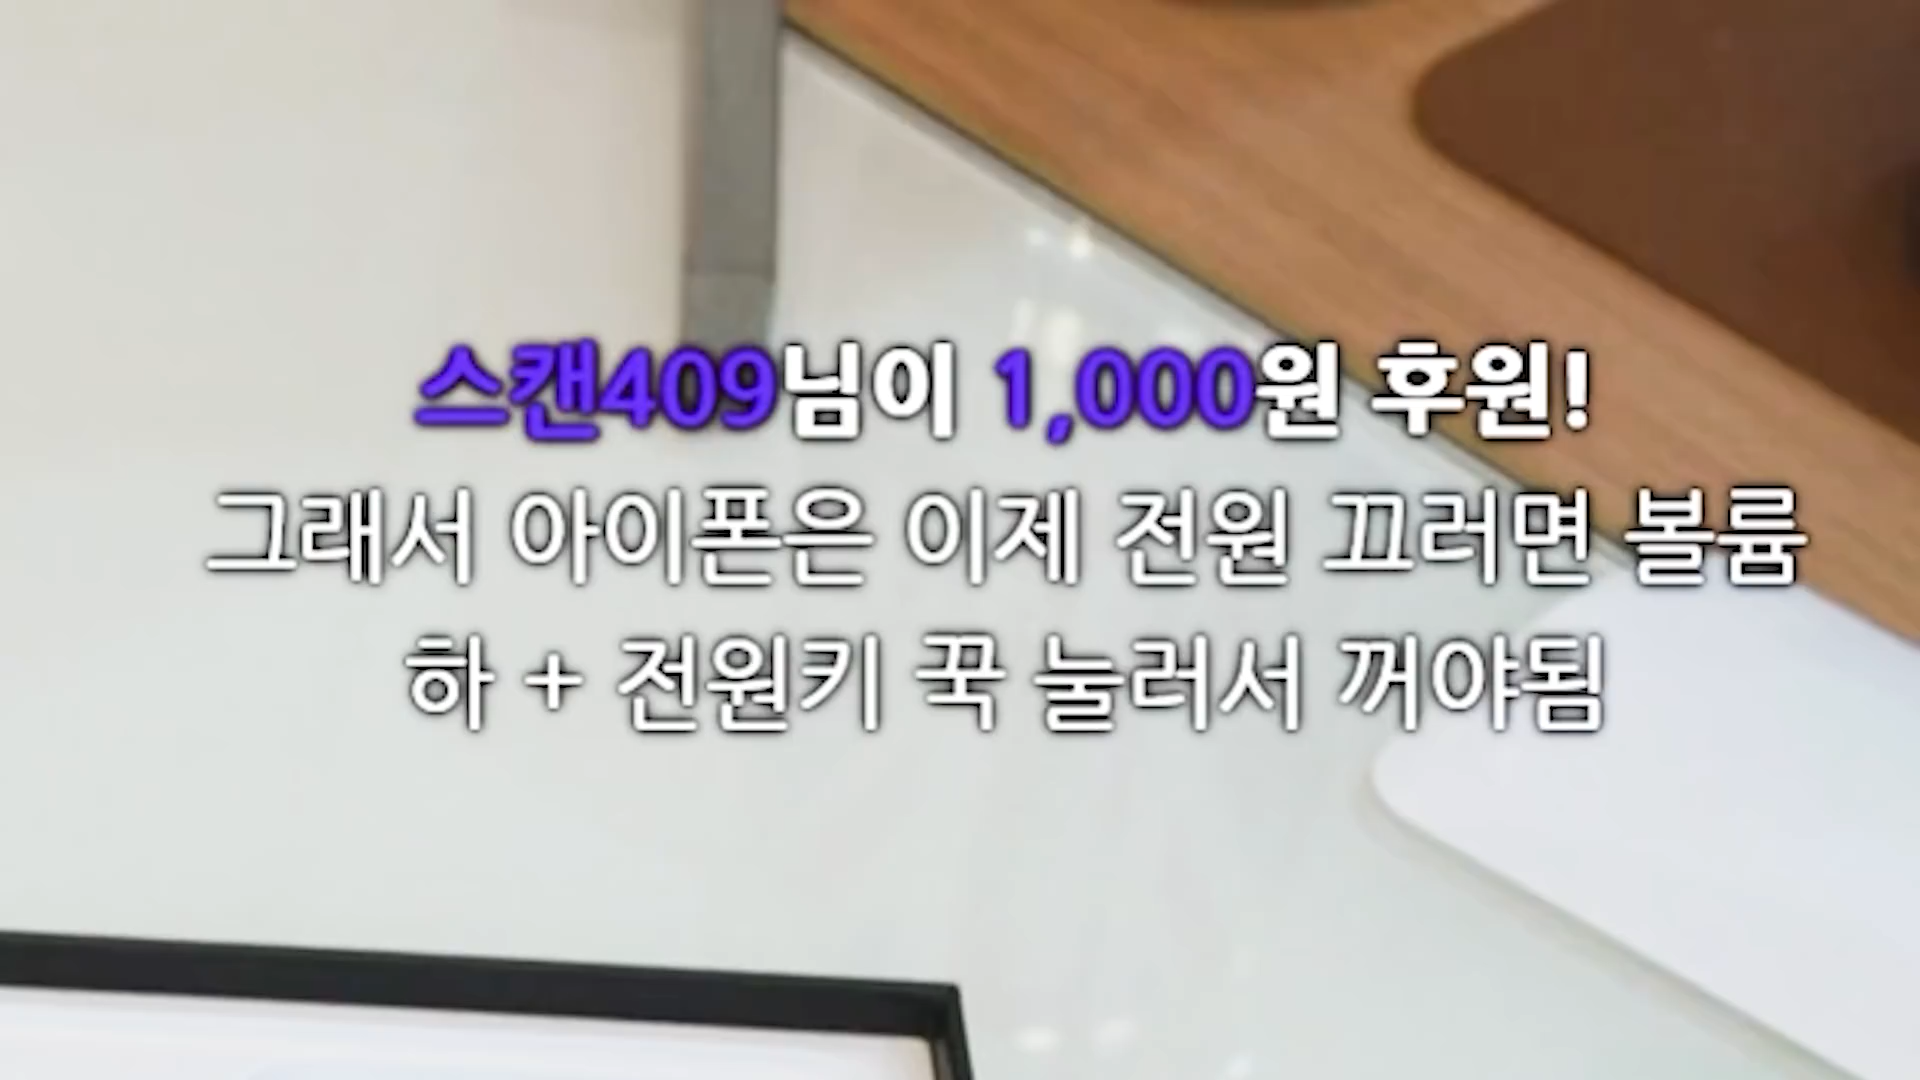 스캔409님이 1,000원 후원!
그래서 아이폰은 이제 전원 끄러면 볼륨
하 + 전원키 꾹 눌러서 꺼야됨